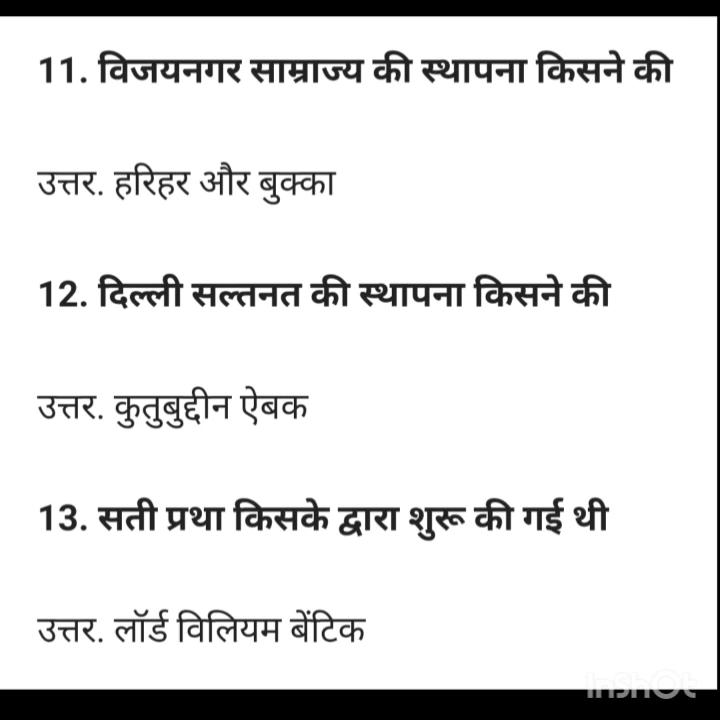 11. विजयनगर साम्राज्य की स्थापना किसने की
उत्तर. हरिहर और बुक्का
12. दिल्ली सल्तनत की स्थापना किसने की
उत्तर. कुतुबुद्दीन ऐबक
13. सती प्रथा किसके द्वारा शुरू की गई थी
उत्तर. लॉर्ड विलियम बेंटिक
InShOt